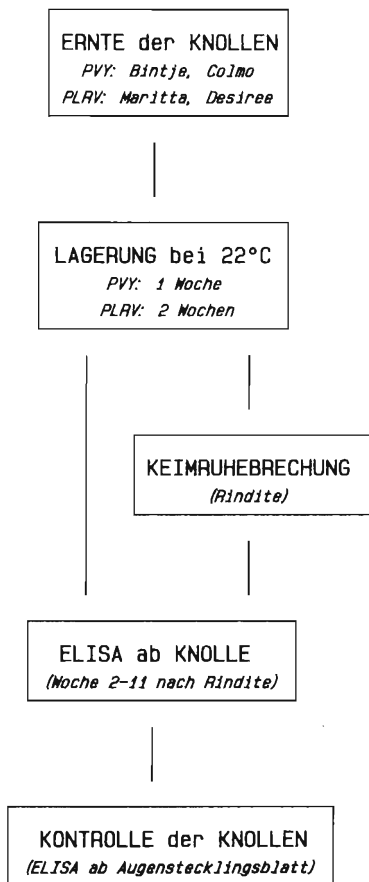 ERNTE der KNOLLEN
PVY: Bintje, Colmo
PLRV: Maritta, Desiree
LAGERUNG bei 22°C
PVY: 1 Woche
PLRV: 2 Wochen
KEIMRUHEBRECHUNG
(Rindite)
ELISA ab KNOLLE
(Woche 2-11 nach Rindite)
KONTROLLE der KNOLLEN
(ELISA ab Augenstecklingsblatt)